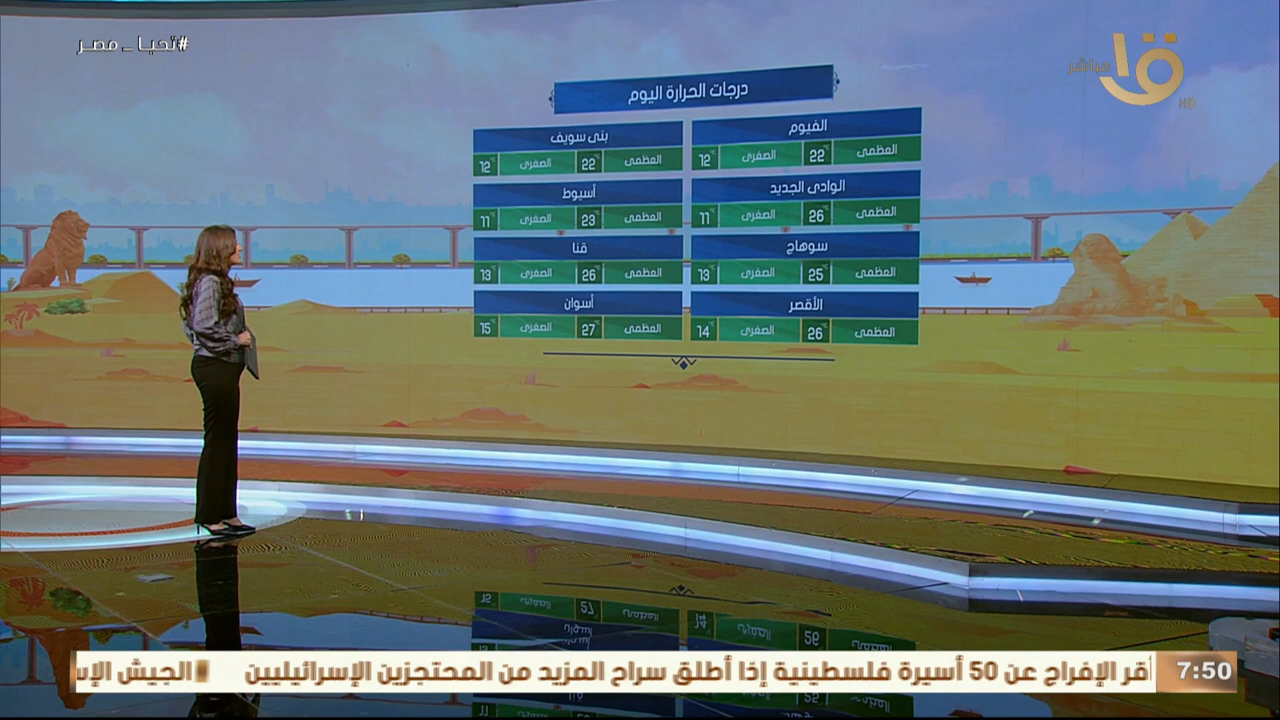 #تحيا_مصر
مباشر
HD
درجات الحرارة اليوم
الفيوم
العظمى 22 الصغرى 12
بنى سويف
العظمى 22 الصغرى 12
الوادى الجديد
العظمى 26 الصغرى 11
أسيوط
العظمى 23 الصغرى 11
سوهاج
العظمى 25 الصغرى 13
قنا
العظمى 26 الصغرى 13
الأقصر
العظمى 26 الصغرى 14
أسوان
العظمى 27 الصغرى 15
7:50
أقر الإفراج عن 50 أسيرة فلسطينية إذا أطلق سراح المزيد من المحتجزين الإسرائيليين
الجيش